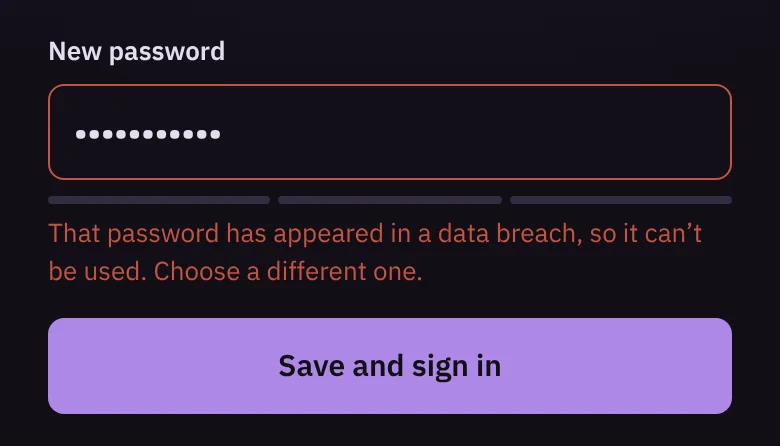 New password
•••••••••••
That password has appeared in a data breach, so it can’t
be used. Choose a different one.
Save and sign in